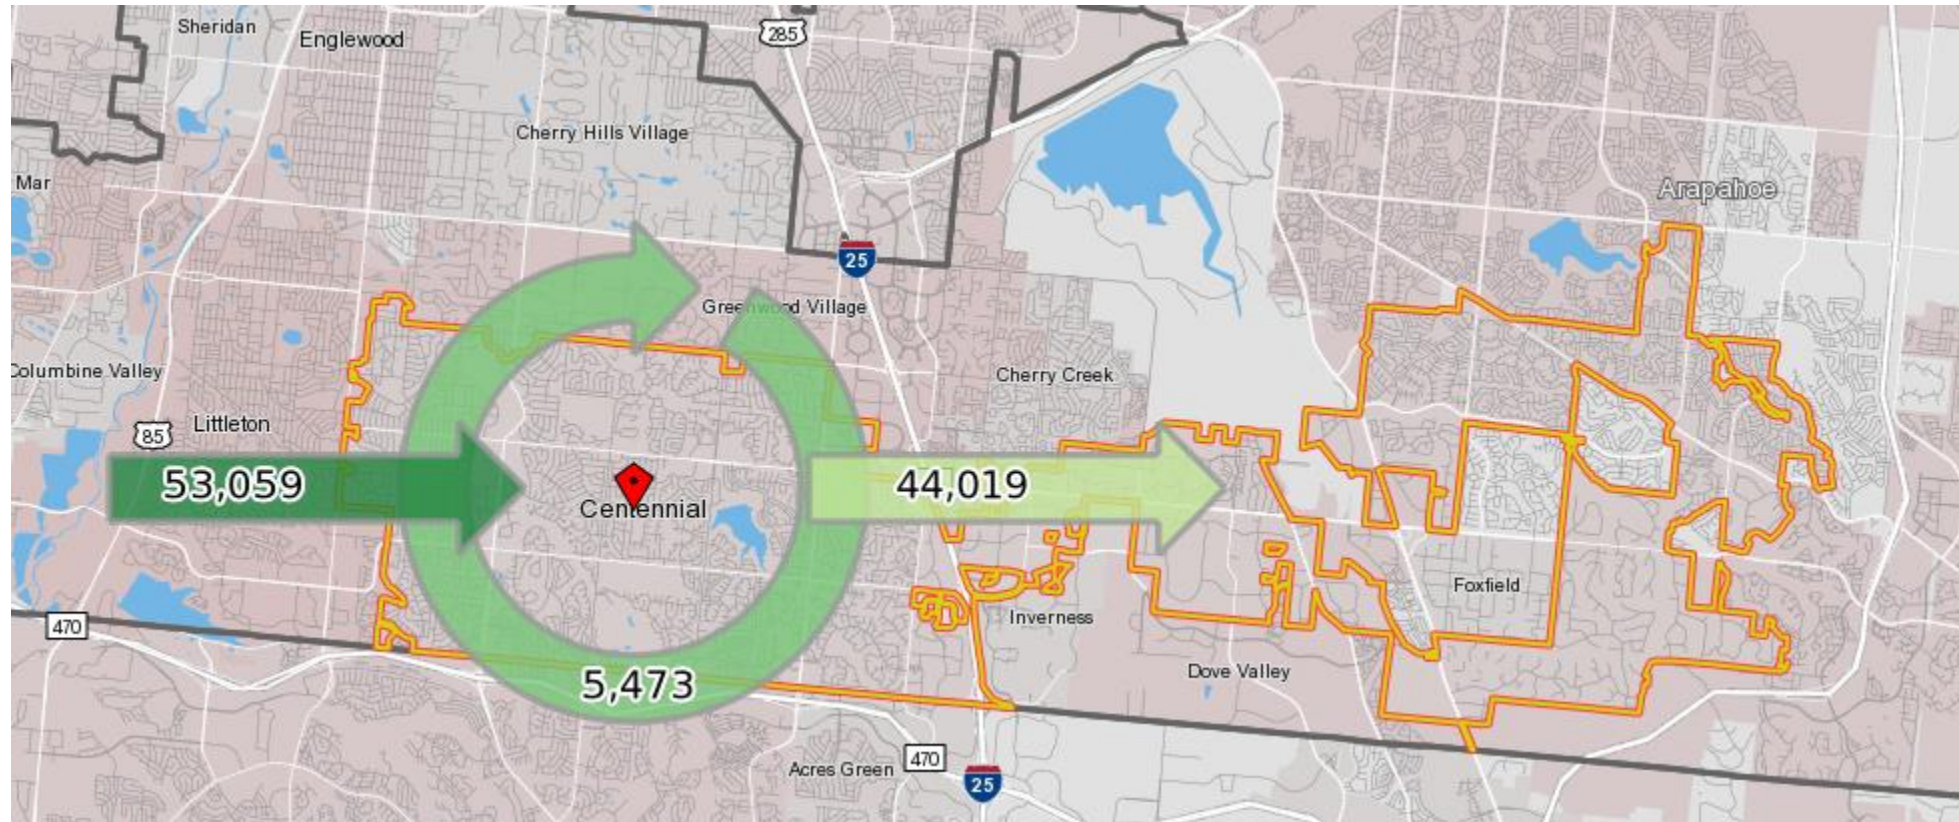 Sheridan
Englewood
285
Cherry Hills Village
Mar
Arapahoe
25
Greenwood Village
Columbine Valley
Cherry Creek
Littleton
85
53,059
44,019
Centennial
Foxfield
Inverness
470
Dove Valley
5,473
Acres Green
470
25